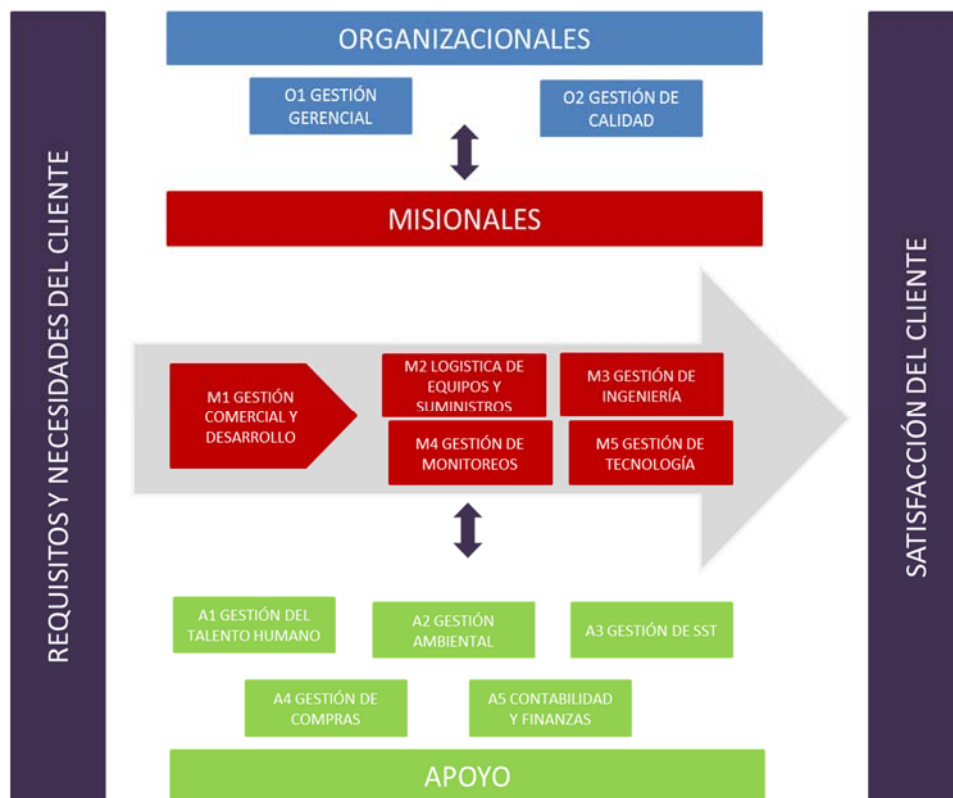 REQUISITOS Y NECESIDADES DEL CLIENTE
ORGANIZACIONALES
O1 GESTIÓN
GERENCIAL
O2 GESTIÓN DE
CALIDAD
MISIONALES
M1 GESTIÓN
COMERCIAL Y
DESARROLLO
M2 LOGISTICA DE
EQUIPOS Y
SUMINISTROS
M3 GESTIÓN DE
INGENIERÍA
M4 GESTIÓN DE
MONITOREOS
M5 GESTIÓN DE
TECNOLOGÍA
A1 GESTIÓN DEL
TALENTO HUMANO
A2 GESTIÓN
AMBIENTAL
A3 GESTIÓN DE SST
A4 GESTIÓN DE
COMPRAS
A5 CONTABILIDAD
Y FINANZAS
APOYO
SATISFACCIÓN DEL CLIENTE